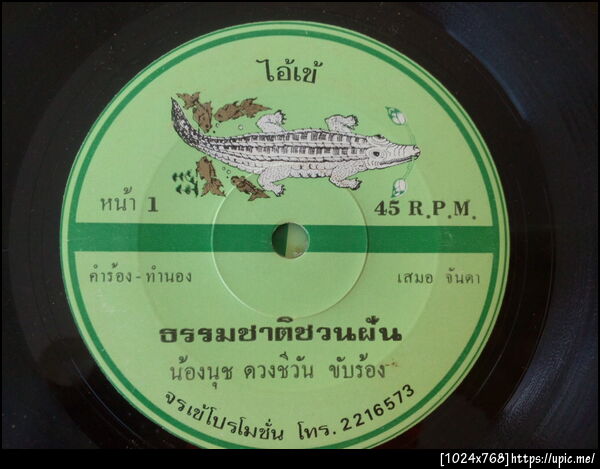 ไอ้เข้
หน้า 1
45 R.P.M.
คำร้อง - ทำนอง
เสมอ จันดา
ธรรมชาติชวนฝัน
น้องนุช ดวงชีวัน ขับร้อง
จรเข้โปรโมชั่น โทร. 2216573
[1024x768]https://upic.me/